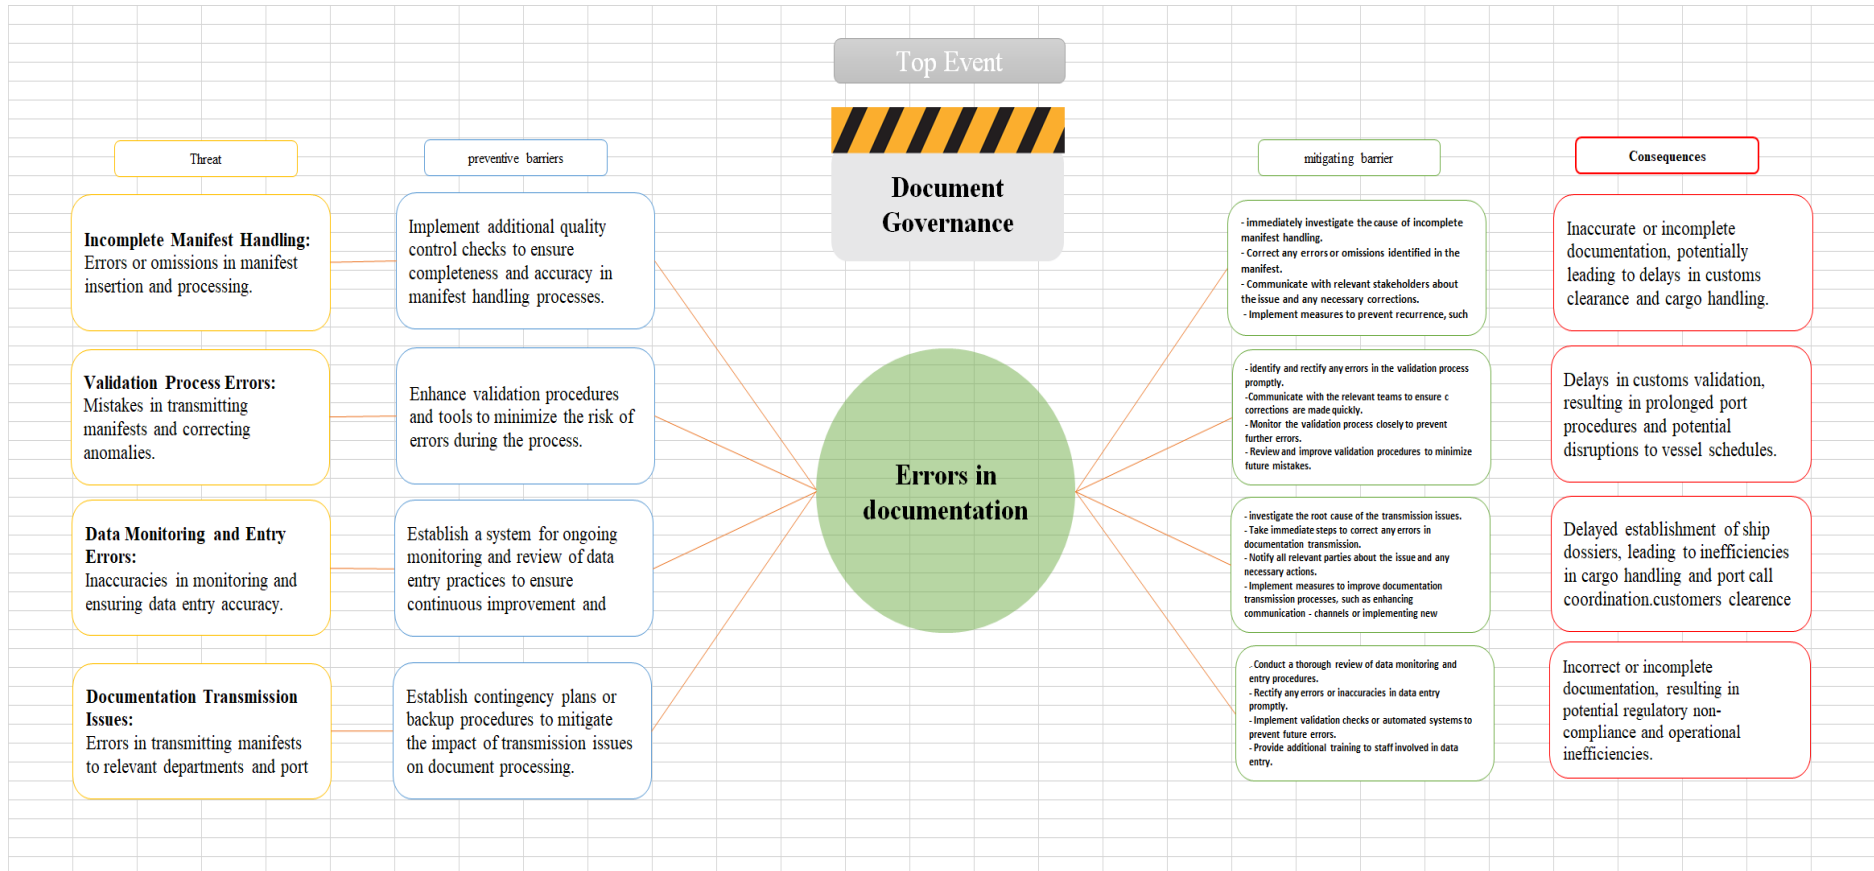 Top Event
Document
Governance
Threat
preventive barriers
mitigating barrier
Consequences
Incomplete Manifest Handling:
Errors or omissions in manifest
insertion and processing.
Implement additional quality
control checks to ensure
completeness and accuracy in
manifest handling processes.
- immediately investigate the cause of incomplete
manifest handling.
- Correct any errors or omissions identified in the
manifest.
- Communicate with relevant stakeholders about
the issue and any necessary corrections.
- Implement measures to prevent recurrence, such
Inaccurate or incomplete
documentation, potentially
leading to delays in customs
clearance and cargo handling.
Validation Process Errors:
Mistakes in transmitting
manifests and correcting
anomalies.
Enhance validation procedures
and tools to minimize the risk of
errors during the process.
Errors in
documentation
- identify and rectify any errors in the validation process
promptly.
-Communicate with the relevant teams to ensure c
corrections are made quickly.
- Monitor the validation process closely to prevent
further errors.
- Review and improve validation procedures to minimize
future mistakes.
Delays in customs validation,
resulting in prolonged port
procedures and potential
disruptions to vessel schedules.
Data Monitoring and Entry
Errors:
Inaccuracies in monitoring and
ensuring data entry accuracy.
Establish a system for ongoing
monitoring and review of data
entry practices to ensure
continuous improvement and
- investigate the root cause of the transmission issues.
- Take immediate steps to correct any errors in
documentation transmission.
- Notify all relevant parties about the issue and any
necessary actions.
- Implement measures to improve documentation
transmission processes, such as enhancing
communication - channels or implementing new
Delayed establishment of ship
dossiers, leading to inefficiencies
in cargo handling and port call
coordination.customers clearence
Documentation Transmission
Issues:
Errors in transmitting manifests
to relevant departments and port
Establish contingency plans or
backup procedures to mitigate
the impact of transmission issues
on document processing.
- Conduct a thorough review of data monitoring and
entry procedures.
- Rectify any errors or inaccuracies in data entry
promptly.
- Implement validation checks or automated systems to
prevent future errors.
- Provide additional training to staff involved in data
entry.
Incorrect or incomplete
documentation, resulting in
potential regulatory non-
compliance and operational
inefficiencies.